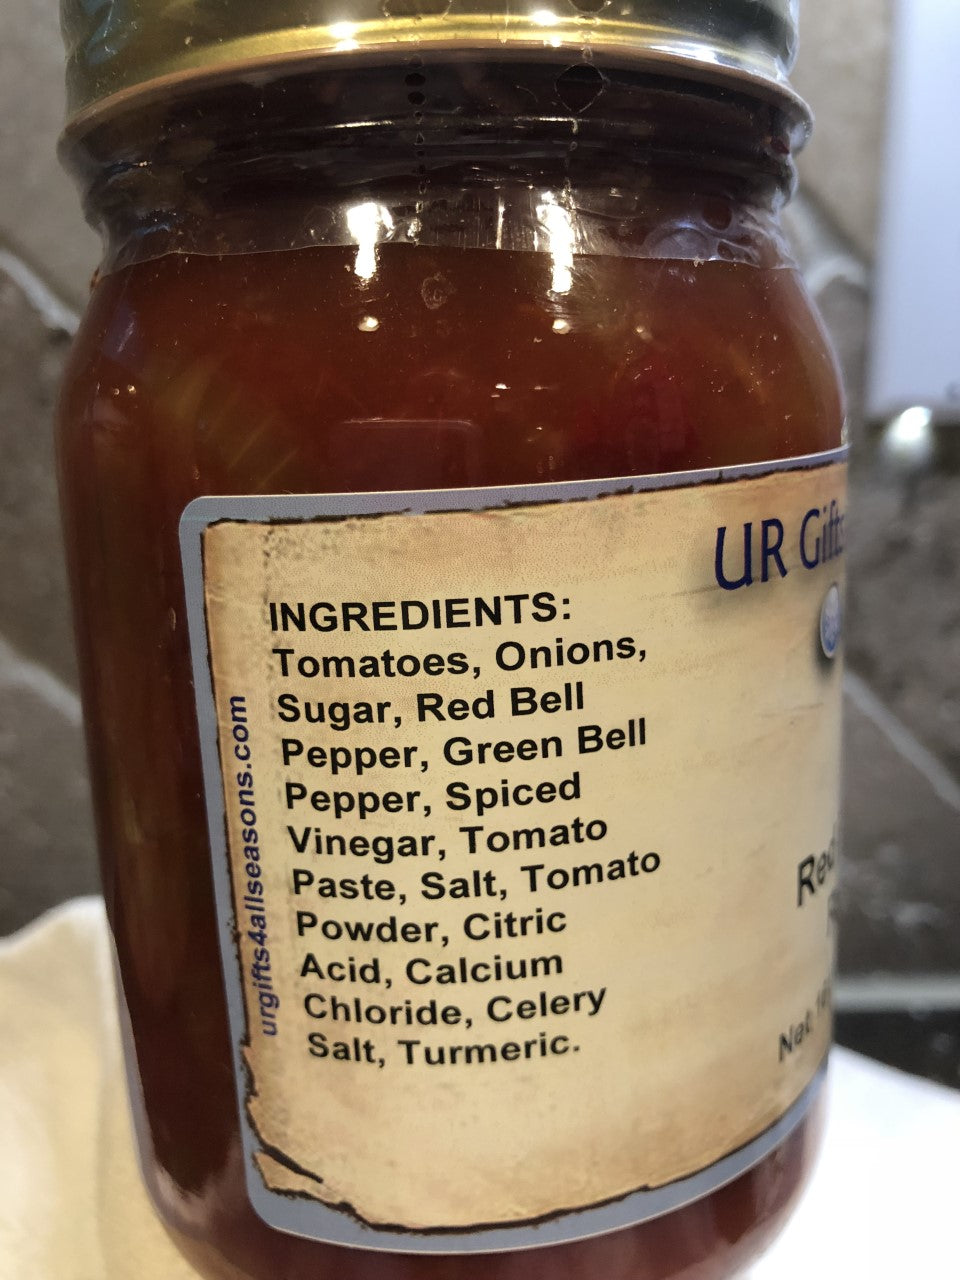 INGREDIENTS:
Tomatoes, Onions,
Sugar, Red Bell
Pepper, Green Bell
Pepper, Spiced
Vinegar, Tomato
Paste, Salt, Tomato
Powder, Citric
Acid, Calcium
Chloride, Celery
Salt, Turmeric.
urgifts4allseasons.com
UR Gifts
Net